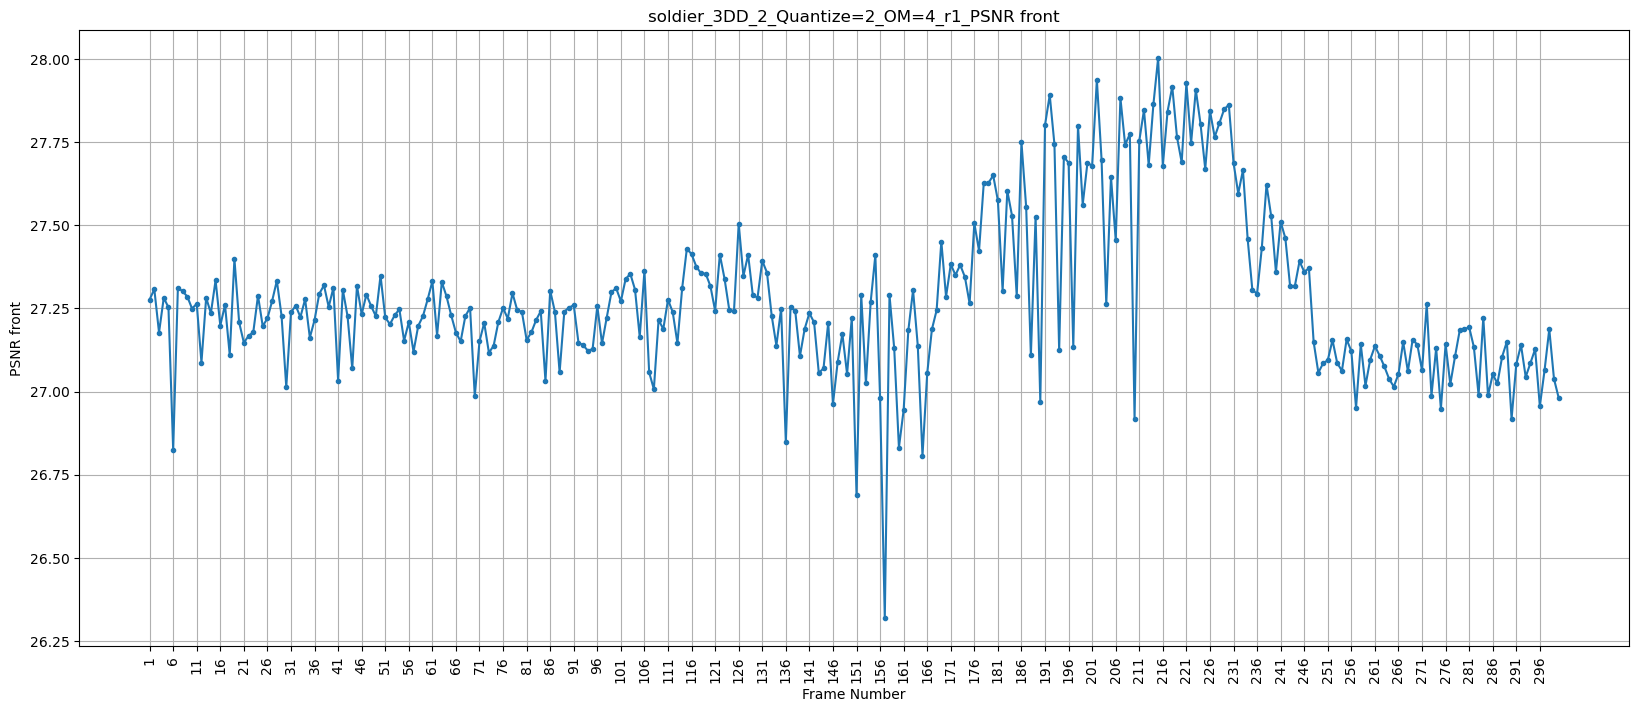 soldier_3DD_2_Quantize=2_OM=4_r1_PSNR front
28.00
27.75
27.50
27.25
27.00
26.75
26.50
26.25
PSNR front
1 6 11 16 21 26 31 36 41 46 51 56 61 66 71 76 81 86 91 96 101 106 111 116 121 126 131 136 141 146 151 156 161 166 171 176 181 186 191 196 201 206 211 216 221 226 231 236 241 246 251 256 261 266 271 276 281 286 291 296
Frame Number